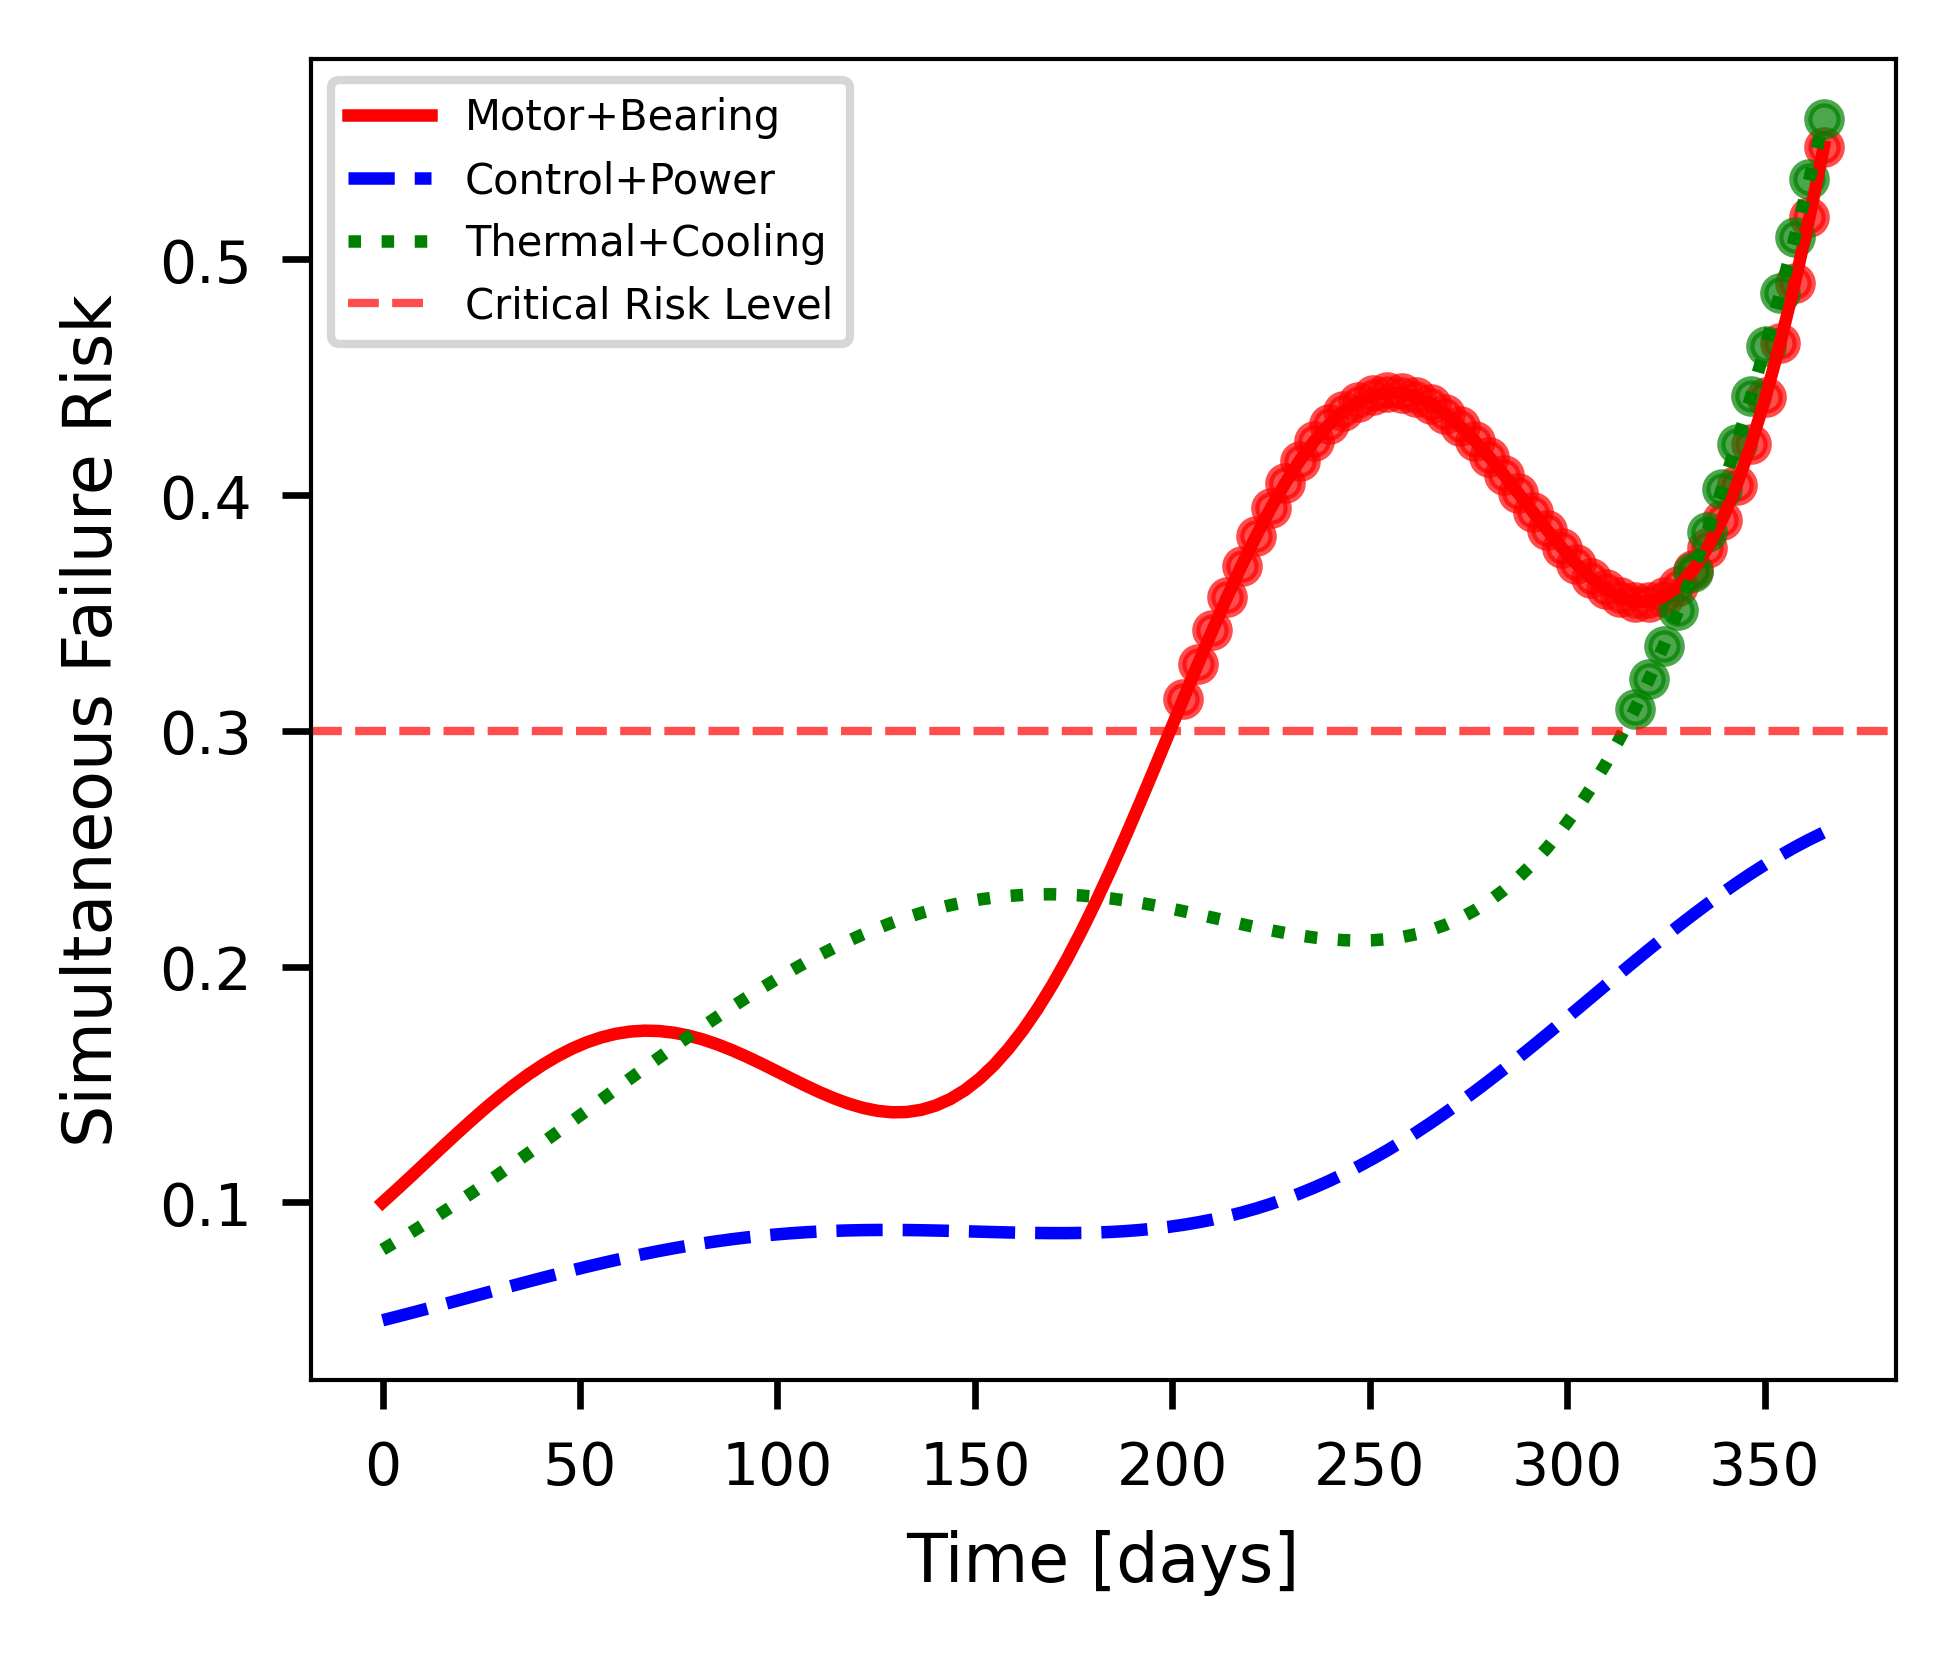 Motor+Bearing
Control+Power
Thermal+Cooling
Critical Risk Level
Simultaneous Failure Risk
0.5
0.4
0.3
0.2
0.1
0 50 100 150 200 250 300 350
Time [days]